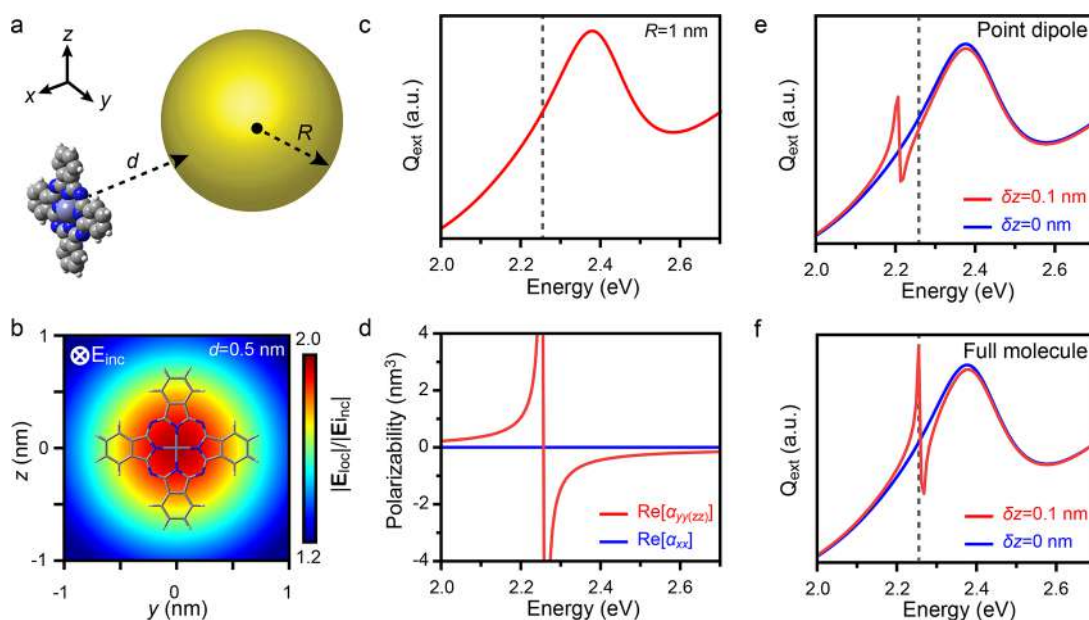 a
z
x
y
d
R
b
E_inc
d=0.5 nm
2.0
1.2
|E_loc|/|E_inc|
z (nm)
1
0
-1
-1 0 1
y (nm)
c
R=1 nm
Q_ext (a.u.)
2.0 2.2 2.4 2.6
Energy (eV)
d
Polarizability (nm³)
4
2
0
-2
-4
Re[α_yy(zz)]
Re[α_xx]
2.0 2.2 2.4 2.6
Energy (eV)
e
Point dipole
Q_ext (a.u.)
δz=0.1 nm
δz=0 nm
2.0 2.2 2.4 2.6
Energy (eV)
f
Full molecule
Q_ext (a.u.)
δz=0.1 nm
δz=0 nm
2.0 2.2 2.4 2.6
Energy (eV)